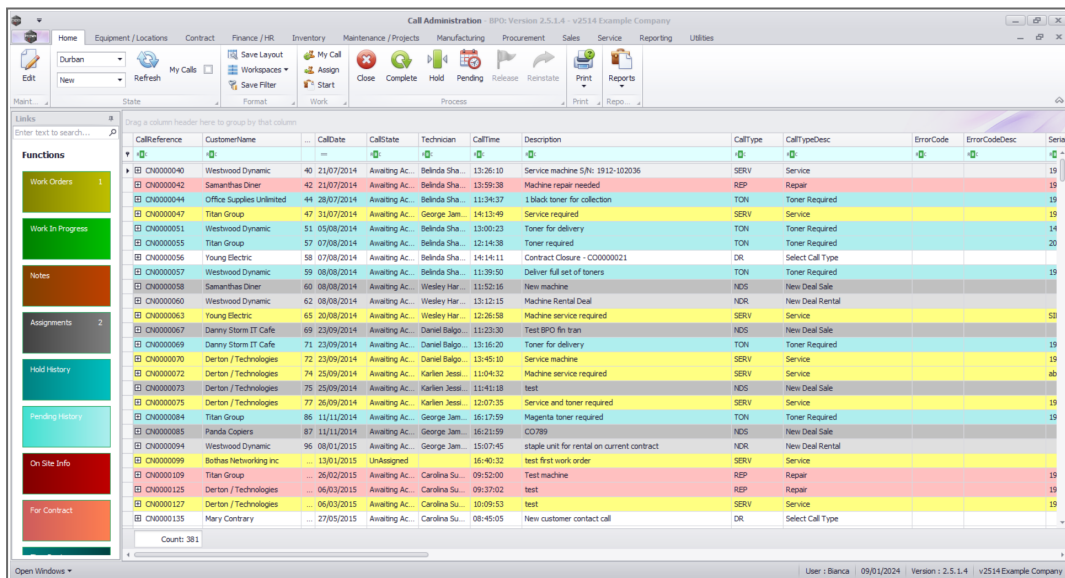 Call Administration - BPO: Version 2.5.1.4 - v2514 Example Company
Home Equipment / Locations Contract Finance / HR Inventory Maintenance / Projects Manufacturing Procurement Sales Service Reporting Utilities
Edit
Durban
New
Refresh
My Calls
Save Layout
Workspaces
Save Filter
My Call
Assign
Start
Close Complete Hold Pending Release Reinstate
Print
Reports
Maint... State Format Work Process Print Repo...
Links
Enter text to search...
Functions
Work Orders 1
Work In Progress
Notes
Assignments 2
Hold History
Pending History
On Site Info
For Contract
Drag a column header here to group by that column
CallReference CustomerName ... CallDate CallState Technician CallTime Description CallType CallTypeDesc ErrorCode ErrorCodeDesc Seria
CN0000040 Westwood Dynamic 40 21/07/2014 Awaiting Ac... Belinda Sha... 13:26:10 Service machine S/N: 1912-102036 SERV Service 19
CN0000042 Samanthas Diner 42 21/07/2014 Awaiting Ac... Belinda Sha... 13:59:38 Machine repair needed REP Repair 19
CN0000044 Office Supplies Unlimited 44 28/07/2014 Awaiting Ac... Belinda Sha... 11:34:37 1 black toner for collection TON Toner Required 19
CN0000047 Titan Group 47 31/07/2014 Awaiting Ac... George Jam... 14:13:49 Service required SERV Service 19
CN0000051 Westwood Dynamic 51 05/08/2014 Awaiting Ac... Belinda Sha... 13:00:23 Toner for delivery TON Toner Required 14
CN0000055 Titan Group 57 07/08/2014 Awaiting Ac... Belinda Sha... 12:14:38 Toner required TON Toner Required 20
CN0000056 Young Electric 58 07/08/2014 Awaiting Ac... Belinda Sha... 14:14:11 Contract Closure - CO0000021 DR Select Call Type
CN0000057 Westwood Dynamic 59 08/08/2014 Awaiting Ac... Belinda Sha... 11:39:50 Deliver full set of toners TON Toner Required 19
CN0000058 Samanthas Diner 60 08/08/2014 Awaiting Ac... Wesley Har... 11:52:16 New machine NDS New Deal Sale
CN0000060 Westwood Dynamic 62 08/08/2014 Awaiting Ac... Wesley Har... 13:12:15 Machine Rental Deal NDR New Deal Rental
CN0000063 Young Electric 65 20/08/2014 Awaiting Ac... Wesley Har... 12:26:58 Machine service required SERV Service SI
CN0000067 Danny Storm IT Cafe 69 23/09/2014 Awaiting Ac... Daniel Balgo... 11:23:30 Test BPO fin tran NDS New Deal Sale
CN0000069 Danny Storm IT Cafe 71 23/09/2014 Awaiting Ac... Daniel Balgo... 13:16:20 Toner for delivery TON Toner Required 19
CN0000070 Derton / Technologies 72 23/09/2014 Awaiting Ac... Daniel Balgo... 13:45:10 Service machine SERV Service 19
CN0000072 Derton / Technologies 74 25/09/2014 Awaiting Ac... Karlien Jessi... 11:04:32 Machine service required SERV Service ab
CN0000073 Derton / Technologies 75 25/09/2014 Awaiting Ac... Karlien Jessi... 11:41:18 test NDS New Deal Sale
CN0000075 Derton / Technologies 77 26/09/2014 Awaiting Ac... Karlien Jessi... 12:07:35 Service and toner required SERV Service 19
CN0000084 Titan Group 86 11/11/2014 Awaiting Ac... George Jam... 16:17:59 Magenta toner required TON Toner Required 19
CN0000085 Panda Copiers 87 11/11/2014 Awaiting Ac... George Jam... 16:21:59 CO789 NDS New Deal Sale
CN0000094 Westwood Dynamic 96 08/01/2015 Awaiting Ac... George Jam... 15:07:45 staple unit for rental on current contract NDR New Deal Rental
CN0000099 Bothas Networking inc ... 13/01/2015 UnAssigned 16:40:32 test first work order SERV Service
CN0000109 Titan Group ... 26/02/2015 Awaiting Ac... Carolina Su... 09:52:00 Test machine REP Repair 19
CN0000125 Derton / Technologies ... 06/03/2015 Awaiting Ac... Carolina Su... 09:37:02 test REP Repair 19
CN0000127 Derton / Technologies ... 06/03/2015 Awaiting Ac... Carolina Su... 10:09:53 test SERV Service 19
CN0000135 Mary Contrary ... 27/05/2015 Awaiting Ac... Carolina Su... 08:45:05 New customer contact call DR Select Call Type
Count: 381
Open Windows User : Bianca 09/01/2024 Version : 2.5.1.4 v2514 Example Company